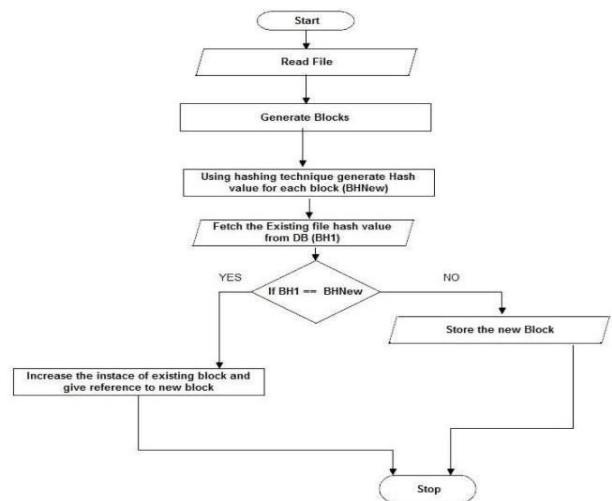 Start
Read File
Generate Blocks
Using hashing technique generate Hash
value for each block (BHNew)
Fetch the Existing file hash value
from DB (BH1)
YES
NO
If BH1 == BHNew
Store the new Block
Increase the instace of existing block and
give reference to new block
Stop